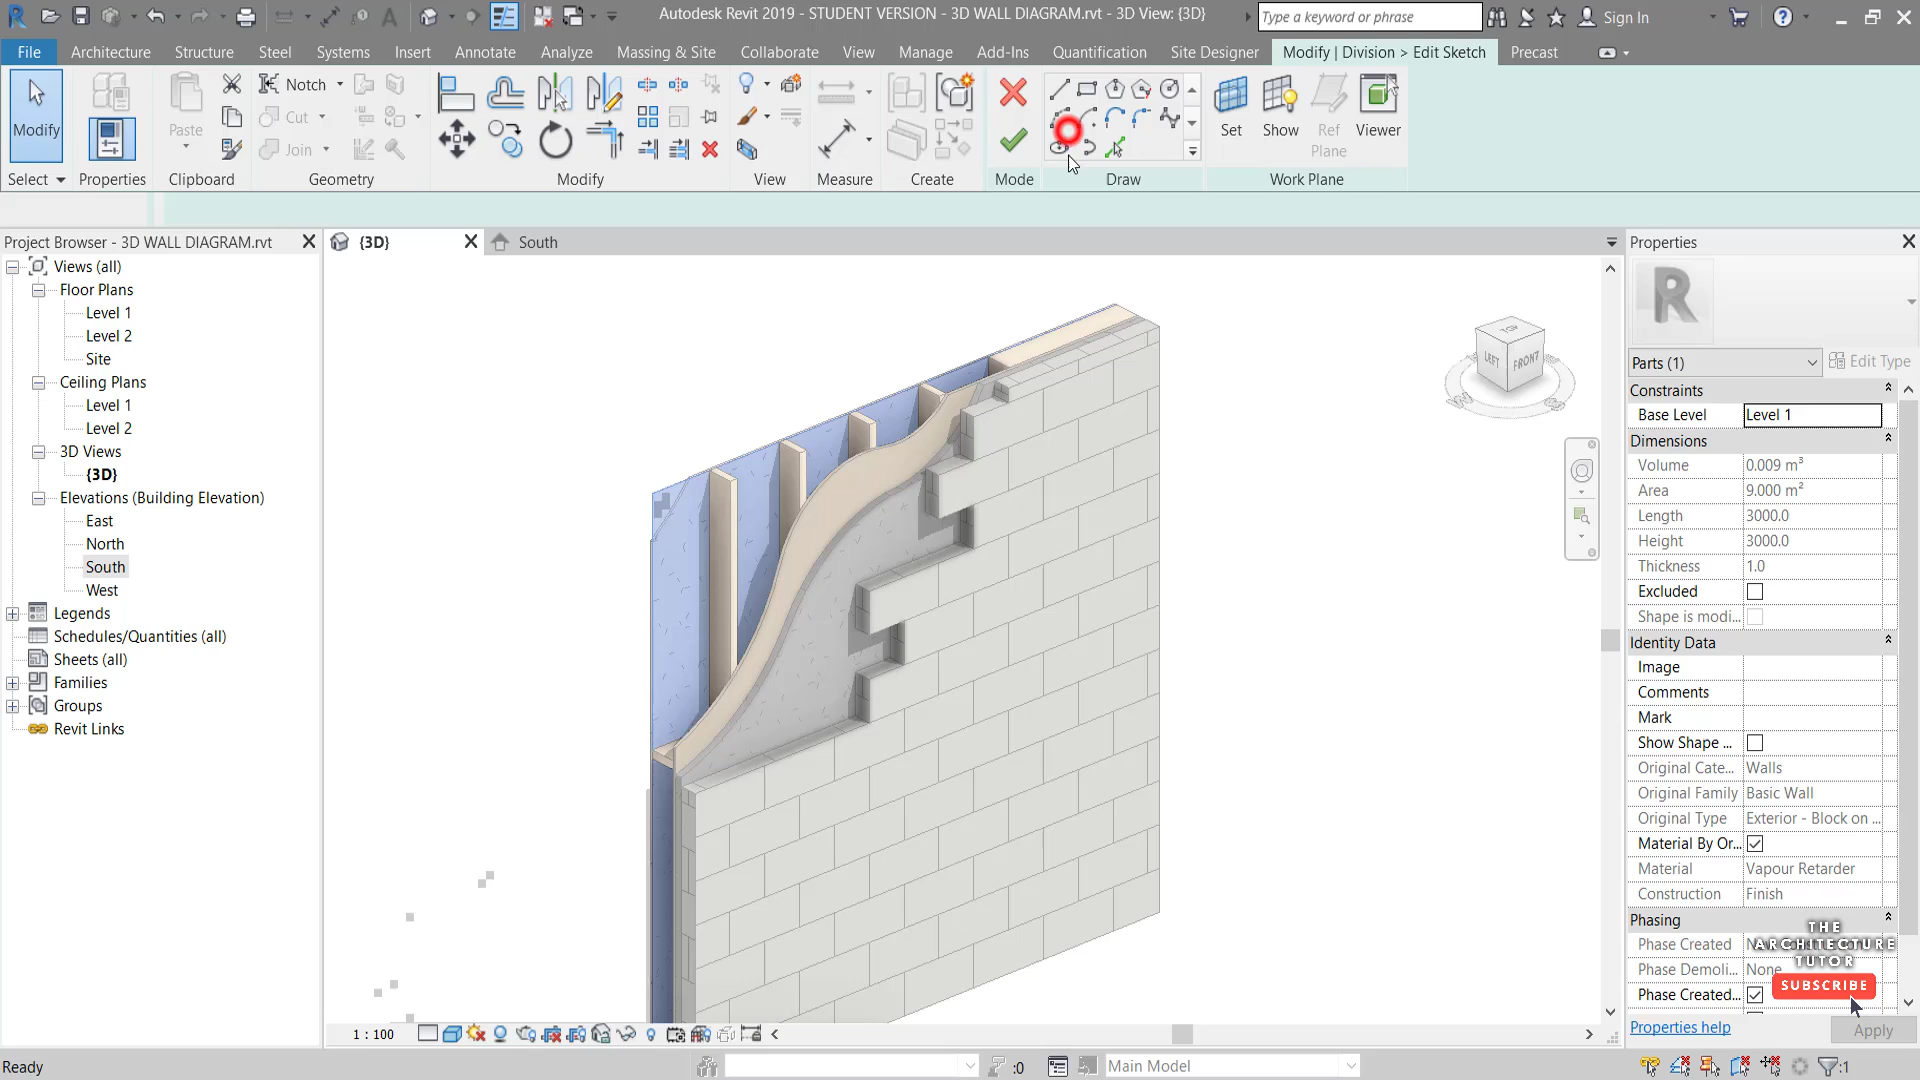 Autodesk Revit 2019 - STUDENT VERSION - 3D WALL DIAGRAM.rvt - 3D View: {3D}
Type a keyword or phrase
Sign In
File Architecture Structure Steel Systems Insert Annotate Analyze Massing & Site Collaborate View Manage Add-Ins Quantification Site Designer Modify | Division > Edit Sketch Precast
Modify
Paste
Notch
Cut
Join
Set
Show
Ref
Plane
Viewer
Select
Properties
Clipboard
Geometry
Modify
View
Measure
Create
Mode
Draw
Work Plane
Project Browser - 3D WALL DIAGRAM.rvt
Views (all)
Floor Plans
Level 1
Level 2
Site
Ceiling Plans
Level 1
Level 2
3D Views
{3D}
Elevations (Building Elevation)
East
North
South
West
Legends
Schedules/Quantities (all)
Sheets (all)
Families
Groups
Revit Links
{3D}
South
TOP
LEFT
FRONT
Properties
Parts (1)
Edit Type
Constraints
Base Level Level 1
Dimensions
Volume 0.009 m³
Area 9.000 m²
Length 3000.0
Height 3000.0
Thickness 1.0
Excluded
Shape is modi...
Identity Data
Image
Comments
Mark
Show Shape ...
Original Cate... Walls
Original Family Basic Wall
Original Type Exterior - Block on ...
Material By Or...
Material Vapour Retarder
Construction Finish
Phasing
Phase Created
Phase Demoli... None
Phase Created...
THE
ARCHITECTURE
TUTOR
SUBSCRIBE
Properties help
Apply
1 : 100
Ready
:0
Main Model
:1